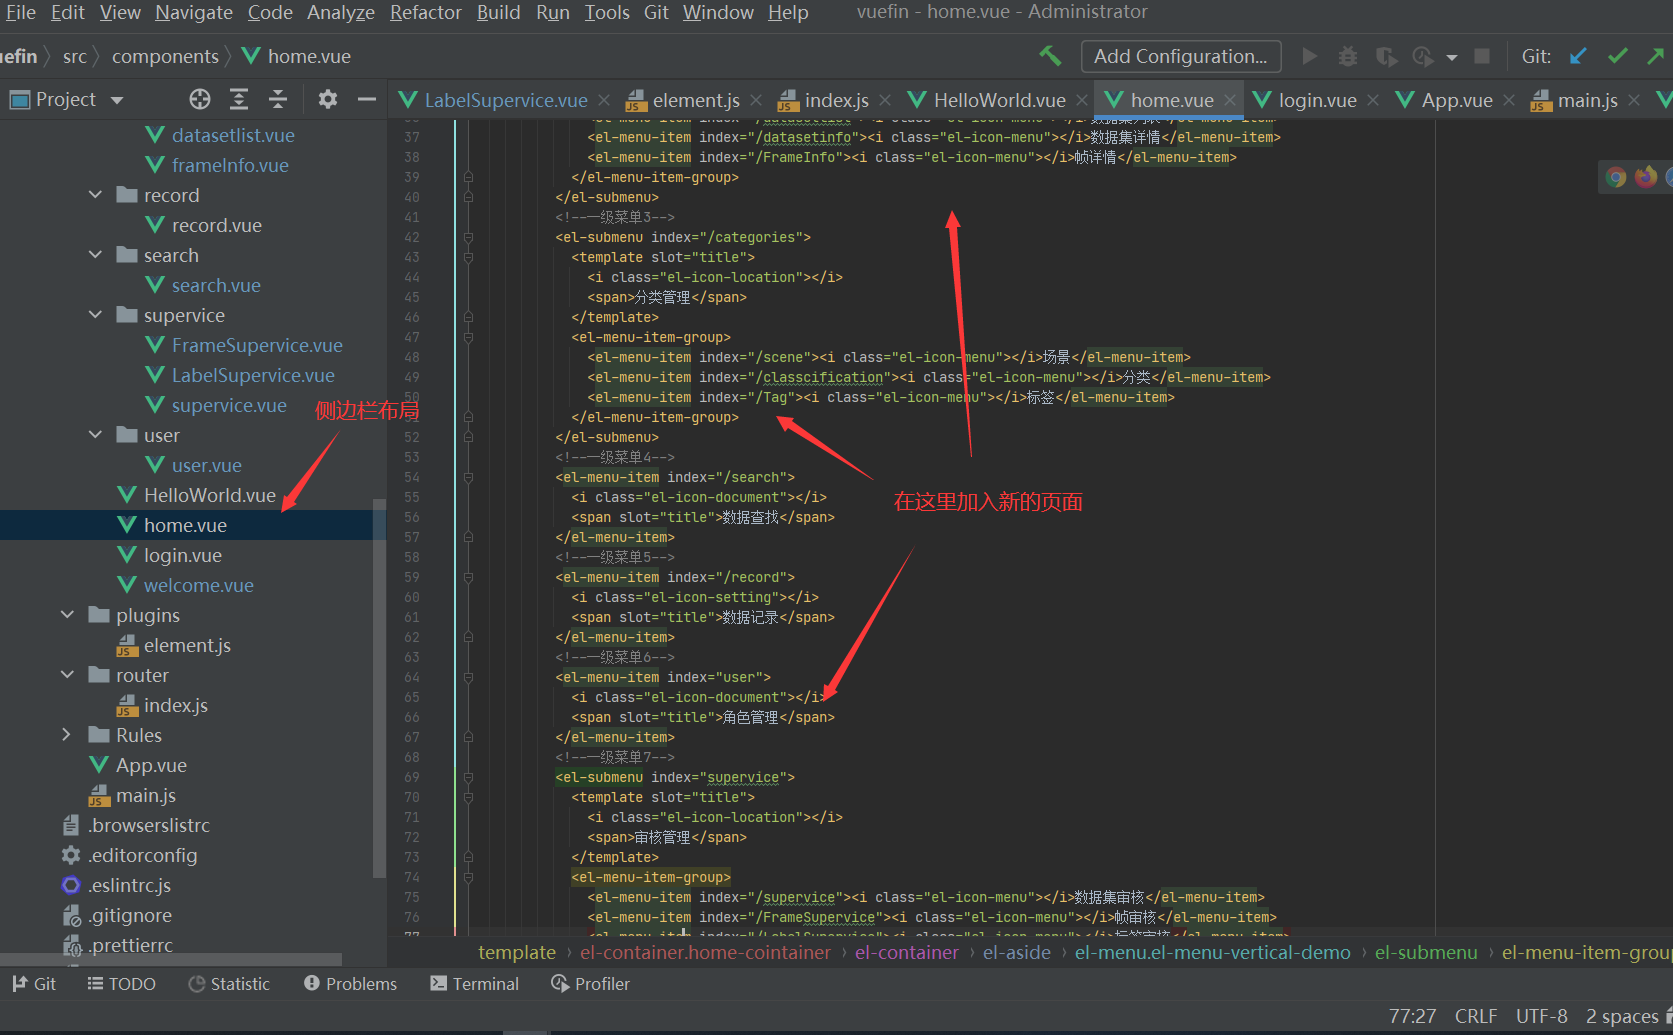 File Edit View Navigate Code Analyze Refactor Build Run Tools Git Window Help vuefin - home.vue - Administrator
uefin src components home.vue Add Configuration... Git:
Project LabelSupervice.vue element.js index.js HelloWorld.vue home.vue login.vue App.vue main.js
datasetlist.vue
frameInfo.vue
record
record.vue
search
search.vue
supervice
FrameSupervice.vue
LabelSupervice.vue
supervice.vue
侧边栏布局
user
user.vue
HelloWorld.vue
home.vue
login.vue
welcome.vue
plugins
element.js
router
index.js
Rules
App.vue
main.js
.browserslistrc
.editorconfig
.eslintrc.js
.gitignore
.prettierrc
37 <el-menu-item index="/datasetinfo"><i class="el-icon-menu"></i>数据集详情</el-menu-item>
38 <el-menu-item index="/FrameInfo"><i class="el-icon-menu"></i>帧详情</el-menu-item>
39 </el-menu-item-group>
40 </el-submenu>
41 <!--一级菜单3-->
42 <el-submenu index="/categories">
43 <template slot="title">
44 <i class="el-icon-location"></i>
45 <span>分类管理</span>
46 </template>
47 <el-menu-item-group>
48 <el-menu-item index="/scene"><i class="el-icon-menu"></i>场景</el-menu-item>
49 <el-menu-item index="/classcification"><i class="el-icon-menu"></i>分类</el-menu-item>
50 <el-menu-item index="/Tag"><i class="el-icon-menu"></i>标签</el-menu-item>
</el-menu-item-group>
52 </el-submenu>
53 <!--一级菜单4-->
54 <el-menu-item index="/search">
55 <i class="el-icon-document"></i>
在这里加入新的页面
56 <span slot="title">数据查找</span>
57 </el-menu-item>
58 <!--一级菜单5-->
59 <el-menu-item index="/record">
60 <i class="el-icon-setting"></i>
61 <span slot="title">数据记录</span>
62 </el-menu-item>
63 <!--一级菜单6-->
64 <el-menu-item index="user">
65 <i class="el-icon-document"></i>
66 <span slot="title">角色管理</span>
67 </el-menu-item>
68 <!--一级菜单7-->
69 <el-submenu index="supervice">
70 <template slot="title">
71 <i class="el-icon-location"></i>
72 <span>审核管理</span>
73 </template>
74 <el-menu-item-group>
75 <el-menu-item index="/supervice"><i class="el-icon-menu"></i>数据集审核</el-menu-item>
76 <el-menu-item index="/FrameSupervice"><i class="el-icon-menu"></i>帧审核</el-menu-item>
template › el-container.home-cointainer › el-container › el-aside › el-menu.el-menu-vertical-demo › el-submenu › el-menu-item-group
Git TODO Statistic Problems Terminal Profiler
77:27 CRLF UTF-8 2 spaces